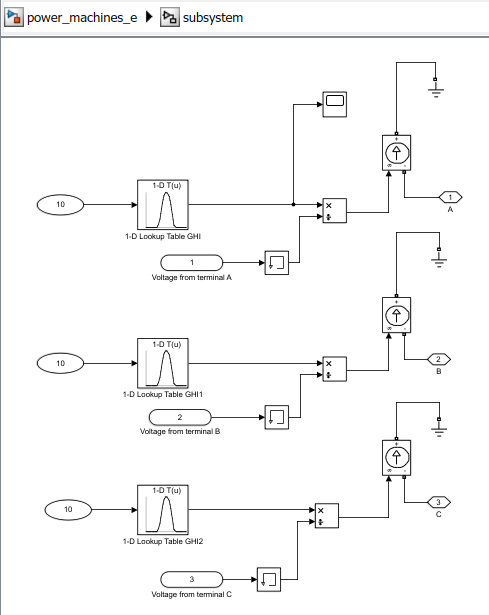 power_machines_e ▶ subsystem
1-D T(u)
10
1-D Lookup Table GHI
×
÷
+
-
1
A
1
Voltage from terminal A
1-D T(u)
10
1-D Lookup Table GHI1
×
÷
+
-
2
B
2
Voltage from terminal B
1-D T(u)
10
1-D Lookup Table GHI2
×
÷
+
-
3
C
3
Voltage from terminal C